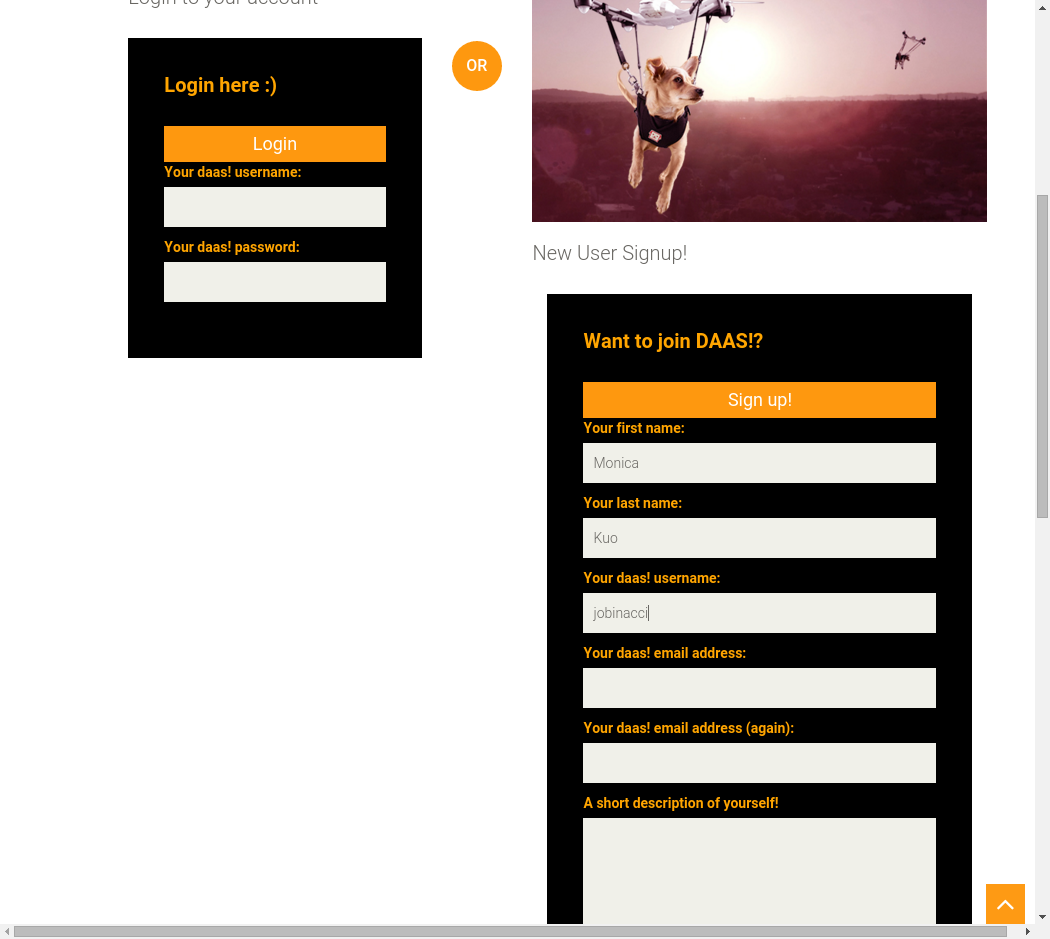 Login to your account
Login here :)
OR
Login
Your daas! username:
Your daas! password:
New User Signup!
Want to join DAAS!?
Sign up!
Your first name:
Monica
Your last name:
Kuo
Your daas! username:
jobinacci
Your daas! email address:
Your daas! email address (again):
A short description of yourself!